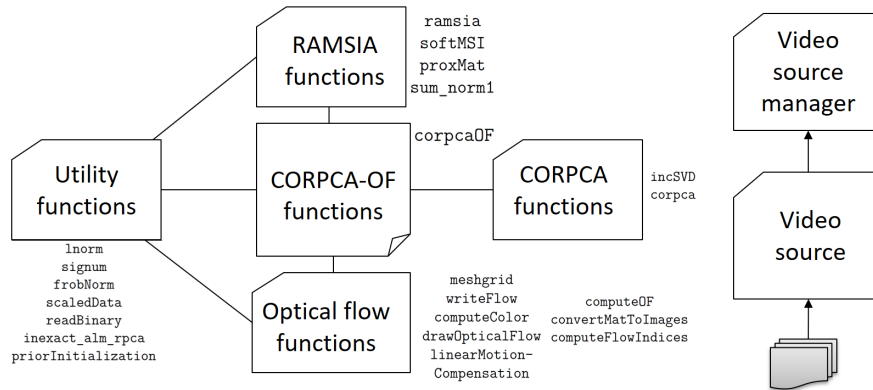 RAMSIA
functions
ramsia
softMSI
proxMat
sum_norm1
Utility
functions
lnorm
signum
frobNorm
scaledData
readBinary
inexact_alm_rpca
priorInitialization
CORPCA-OF
functions
corpcaOF
CORPCA
functions
incSVD
corpca
Optical flow
functions
meshgrid
writeFlow
computeColor
drawOpticalFlow
linearMotion-
Compensation
computeOF
convertMatToImages
computeFlowIndices
Video
source
manager
Video
source